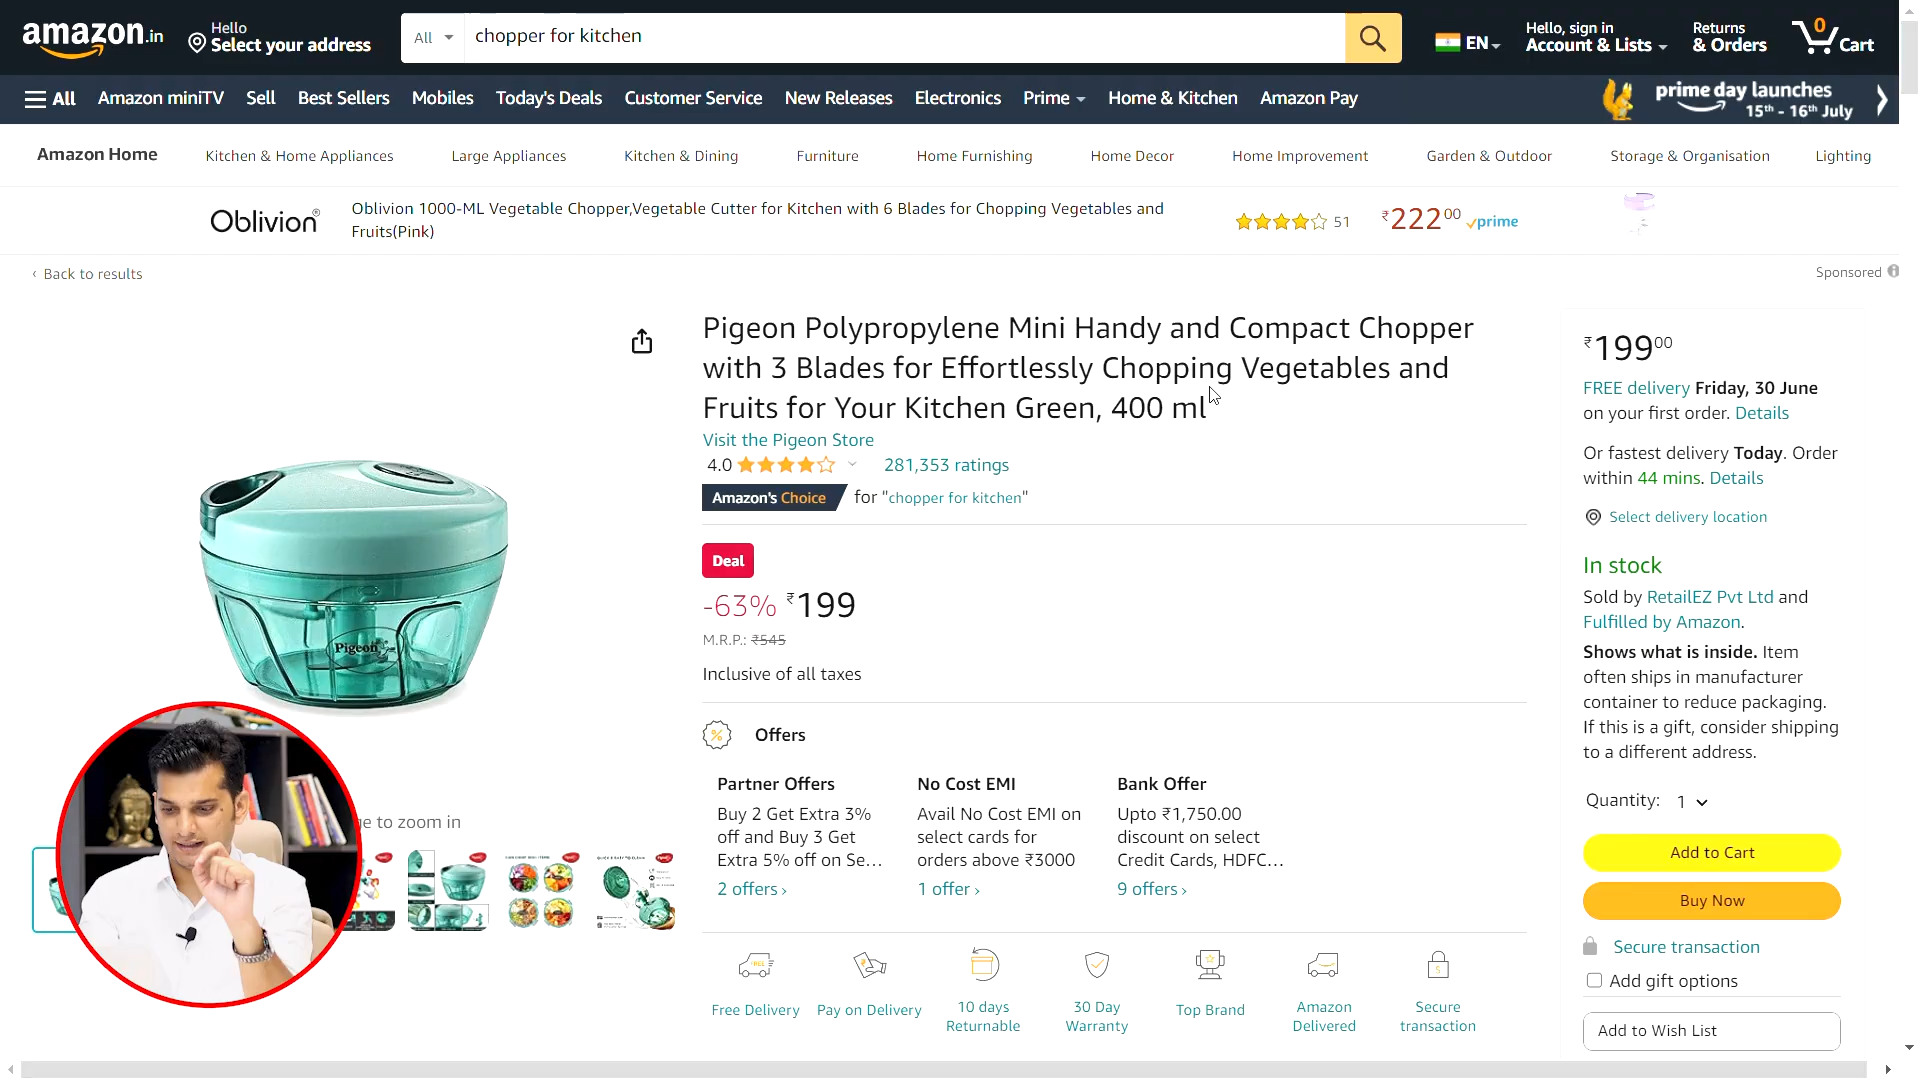 amazon.in
Hello
Select your address
All
chopper for kitchen
EN
Hello, sign in
Account & Lists
Returns
& Orders
0
Cart
All
Amazon miniTV
Sell
Best Sellers
Mobiles
Today's Deals
Customer Service
New Releases
Electronics
Prime
Home & Kitchen
Amazon Pay
prime day launches
15th - 16th July
Amazon Home
Kitchen & Home Appliances
Large Appliances
Kitchen & Dining
Furniture
Home Furnishing
Home Decor
Home Improvement
Garden & Outdoor
Storage & Organisation
Lighting
Oblivion®
Oblivion 1000-ML Vegetable Chopper,Vegetable Cutter for Kitchen with 6 Blades for Chopping Vegetables and
Fruits(Pink)
51
₹22200
prime
‹ Back to results
Sponsored
Pigeon Polypropylene Mini Handy and Compact Chopper
with 3 Blades for Effortlessly Chopping Vegetables and
Fruits for Your Kitchen Green, 400 ml
Visit the Pigeon Store
4.0
281,353 ratings
Amazon's Choice for "chopper for kitchen"
Deal
-63% ₹199
M.R.P.: ₹545
Inclusive of all taxes
Offers
Partner Offers
Buy 2 Get Extra 3%
off and Buy 3 Get
Extra 5% off on Se...
2 offers ›
No Cost EMI
Avail No Cost EMI on
select cards for
orders above ₹3000
1 offer ›
Bank Offer
Upto ₹1,750.00
discount on select
Credit Cards, HDFC...
9 offers ›
Free Delivery
Pay on Delivery
10 days
Returnable
30 Day
Warranty
Top Brand
Amazon
Delivered
Secure
transaction
₹19900
FREE delivery Friday, 30 June
on your first order. Details
Or fastest delivery Today. Order
within 44 mins. Details
Select delivery location
In stock
Sold by RetailEZ Pvt Ltd and
Fulfilled by Amazon.
Shows what is inside. Item
often ships in manufacturer
container to reduce packaging.
If this is a gift, consider shipping
to a different address.
Quantity: 1
Add to Cart
Buy Now
Secure transaction
Add gift options
Add to Wish List
Pigeon
to zoom in